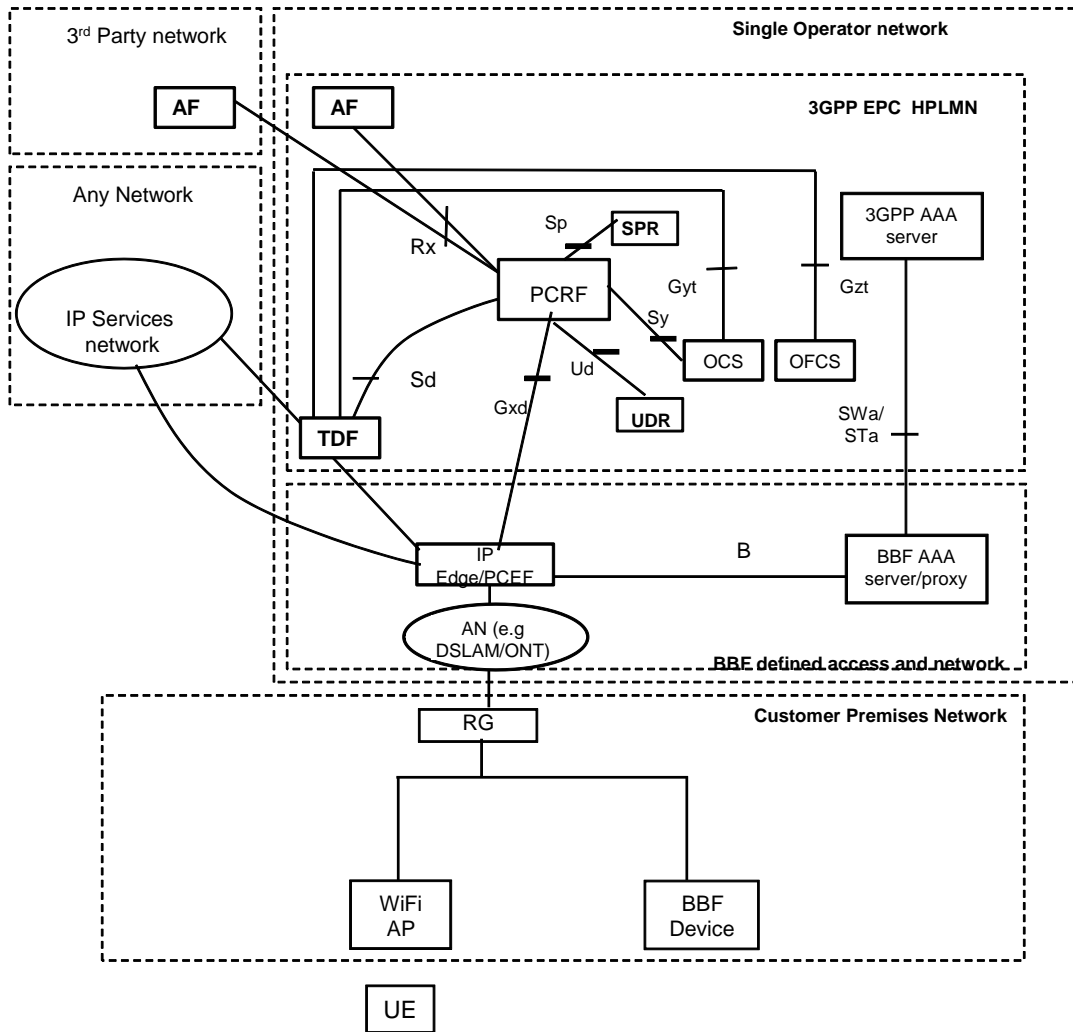 3rd Party network
Single Operator network
AF
AF
3GPP EPC HPLMN
Any Network
3GPP AAA
server
Sp
SPR
Rx
PCRF
Gyt
Gzt
IP Services
network
Sy
OCS
OFCS
Ud
Sd
Gxd
UDR
SWa/
STa
TDF
B
IP
Edge/PCEF
BBF AAA
server/proxy
AN (e.g
DSLAM/ONT)
BBF defined access and network
RG
Customer Premises Network
WiFi
AP
BBF
Device
UE